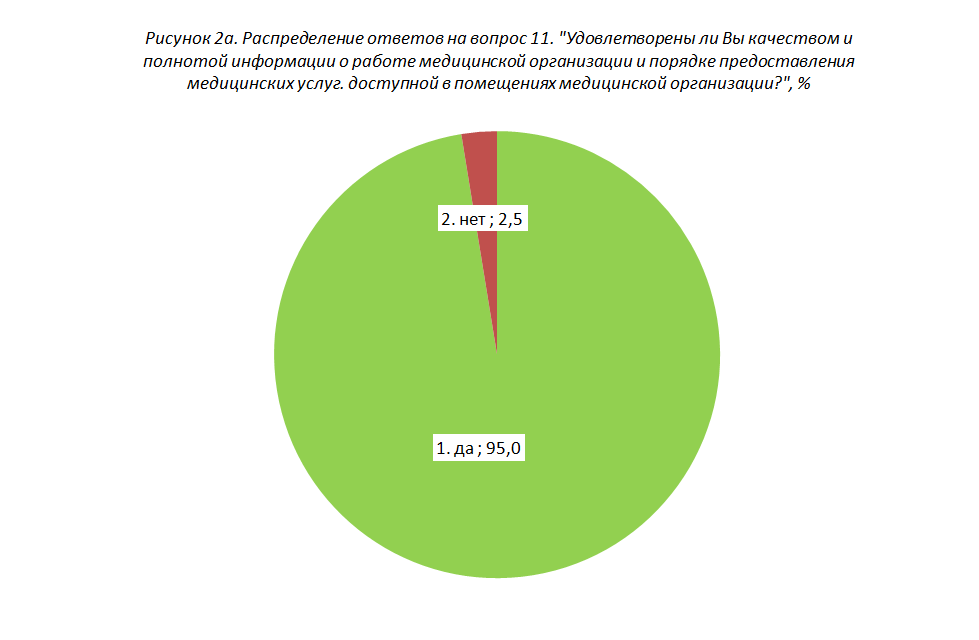 Рисунок 2а. Распределение ответов на вопрос 11. "Удовлетворены ли Вы качеством и
полнотой информации о работе медицинской организации и порядке предоставления
медицинских услуг. доступной в помещениях медицинской организации?", %
2. нет ; 2,5
1. да ; 95,0